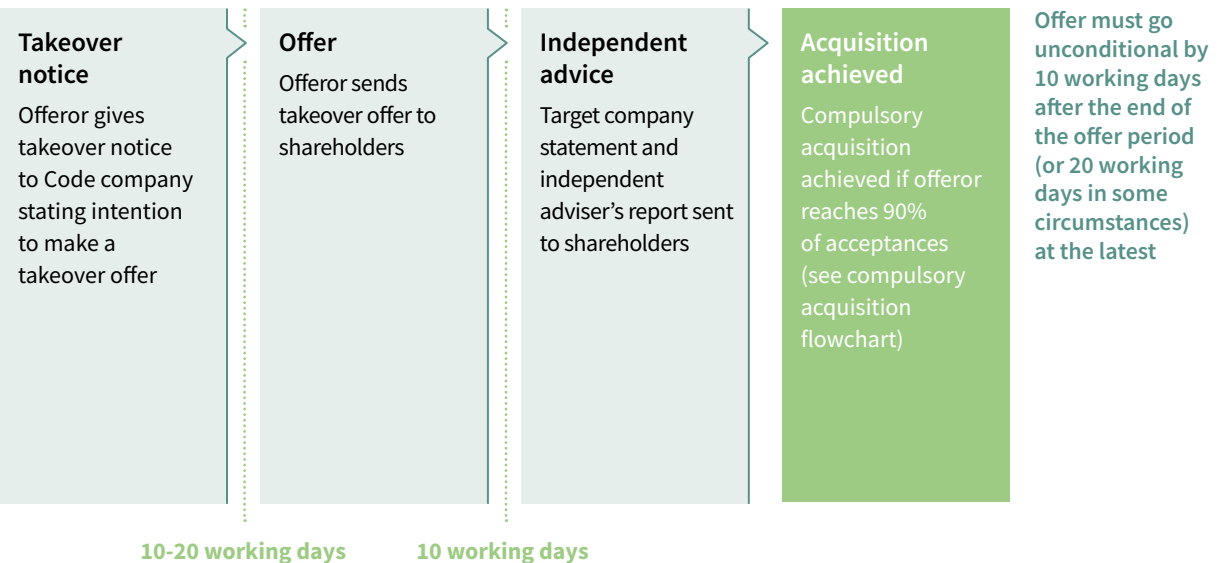 Takeover
notice
Offeror gives
takeover notice
to Code company
stating intention
to make a
takeover offer
Offer
Offeror sends
takeover offer to
shareholders
Independent
advice
Target company
statement and
independent
adviser’s report sent
to shareholders
Acquisition
achieved
Compulsory
acquisition
achieved if offeror
reaches 90%
of acceptances
(see compulsory
acquisition
flowchart)
Offer must go
unconditional by
10 working days
after the end of
the offer period
(or 20 working
days in some
circumstances)
at the latest
10-20 working days
10 working days